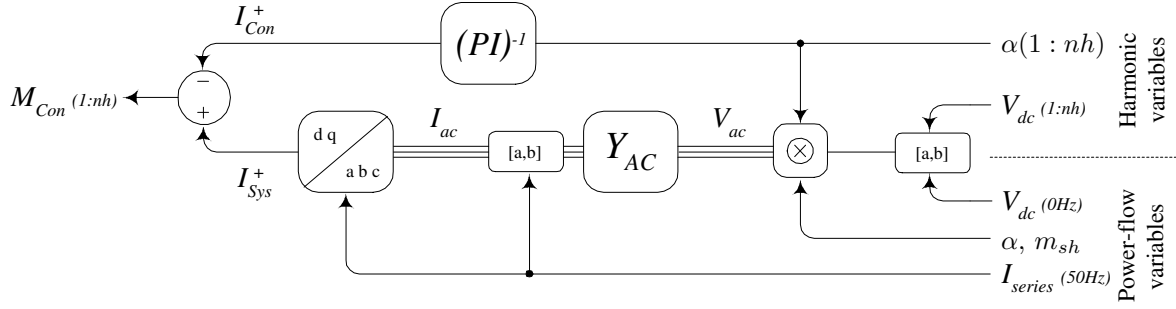 I⁺Con
(PI)⁻¹
α(1 : nh)
−
+
M Con (1:nh)
Vdc (1:nh)
Harmonic
variables
d q
a b c
Iac
[a,b]
YAC
Vac
⊗
[a,b]
I⁺Sys
Vdc (0Hz)
α, msh
Iseries (50Hz)
Power-flow
variables